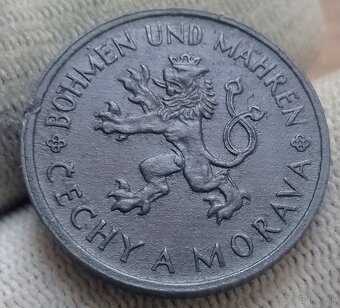 BÖHMEN UND MÄHREN
ČECHY A MORAVA